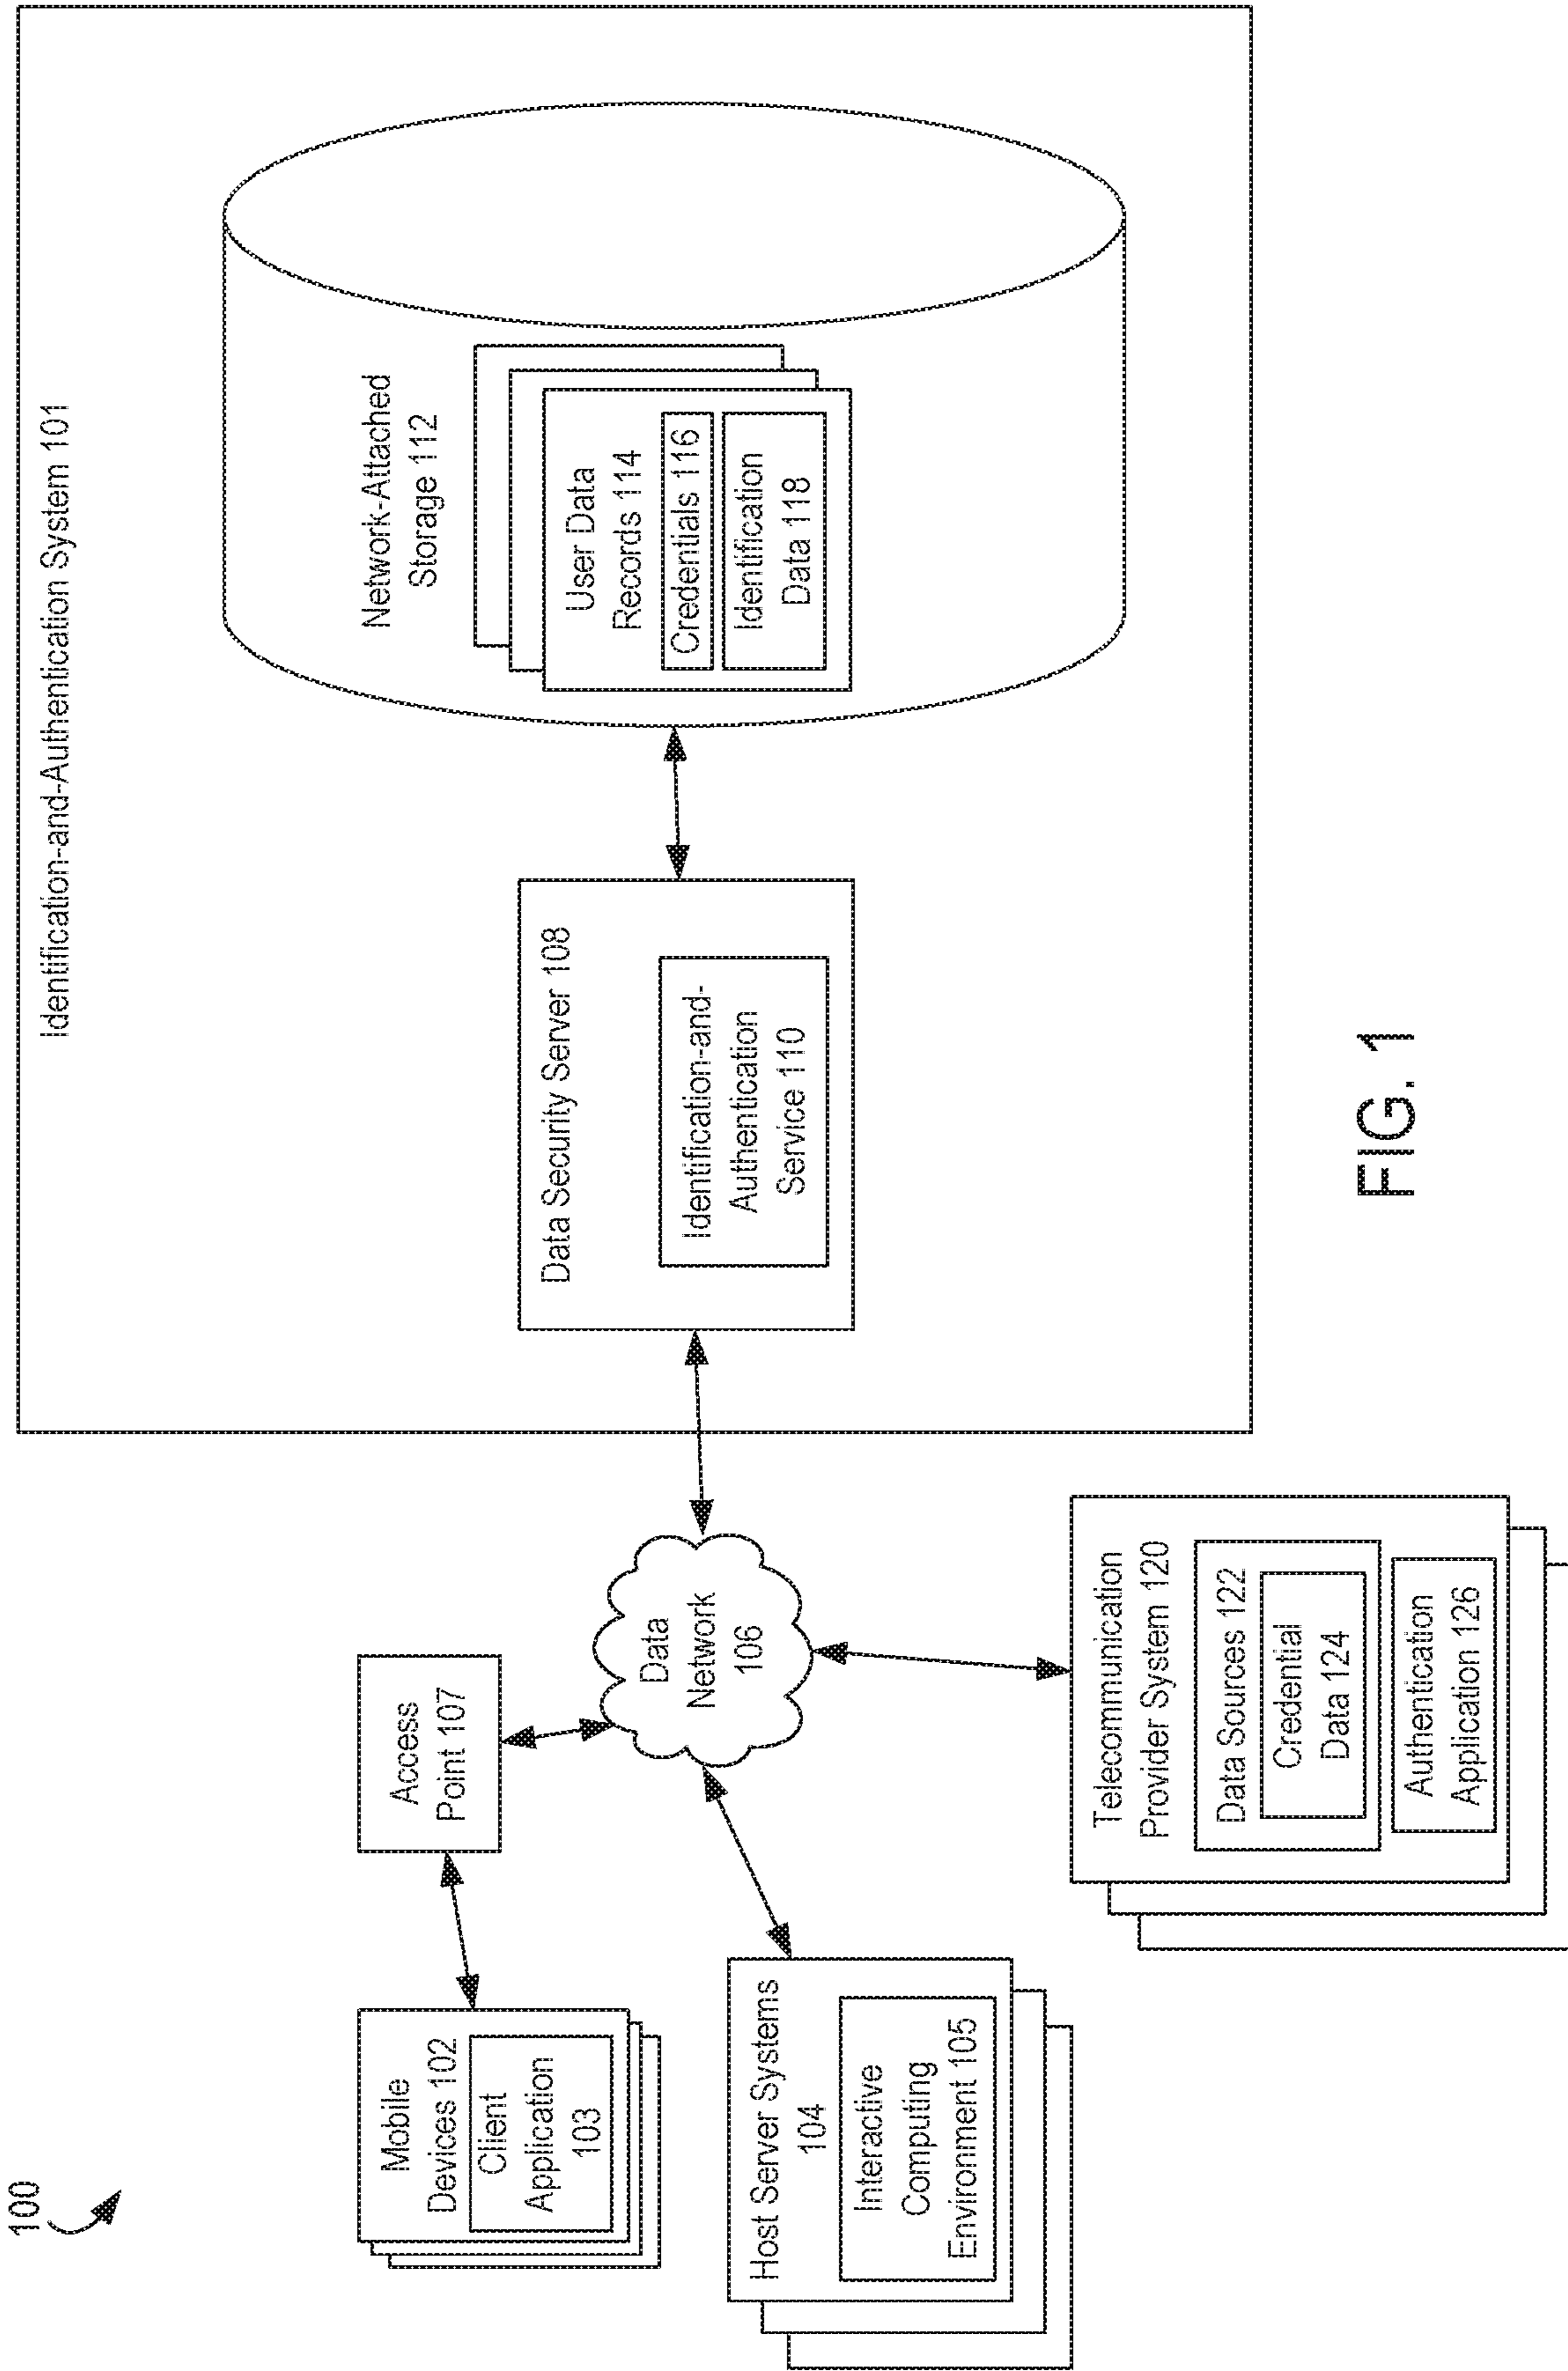 100
Mobile
Devices 102
Client
Application
103
Access
Point 107
Host Server Systems
104
Interactive
Computing
Environment 105
Data
Network
106
Telecommunication
Provider System 120
Data Sources 122
Credential
Data 124
Authentication
Application 126
Identification-and-Authentication System 101
Data Security Server 108
Identification-and-
Authentication
Service 110
Network-Attached
Storage 112
User Data
Records 114
Credentials 116
Identification
Data 118
FIG. 1